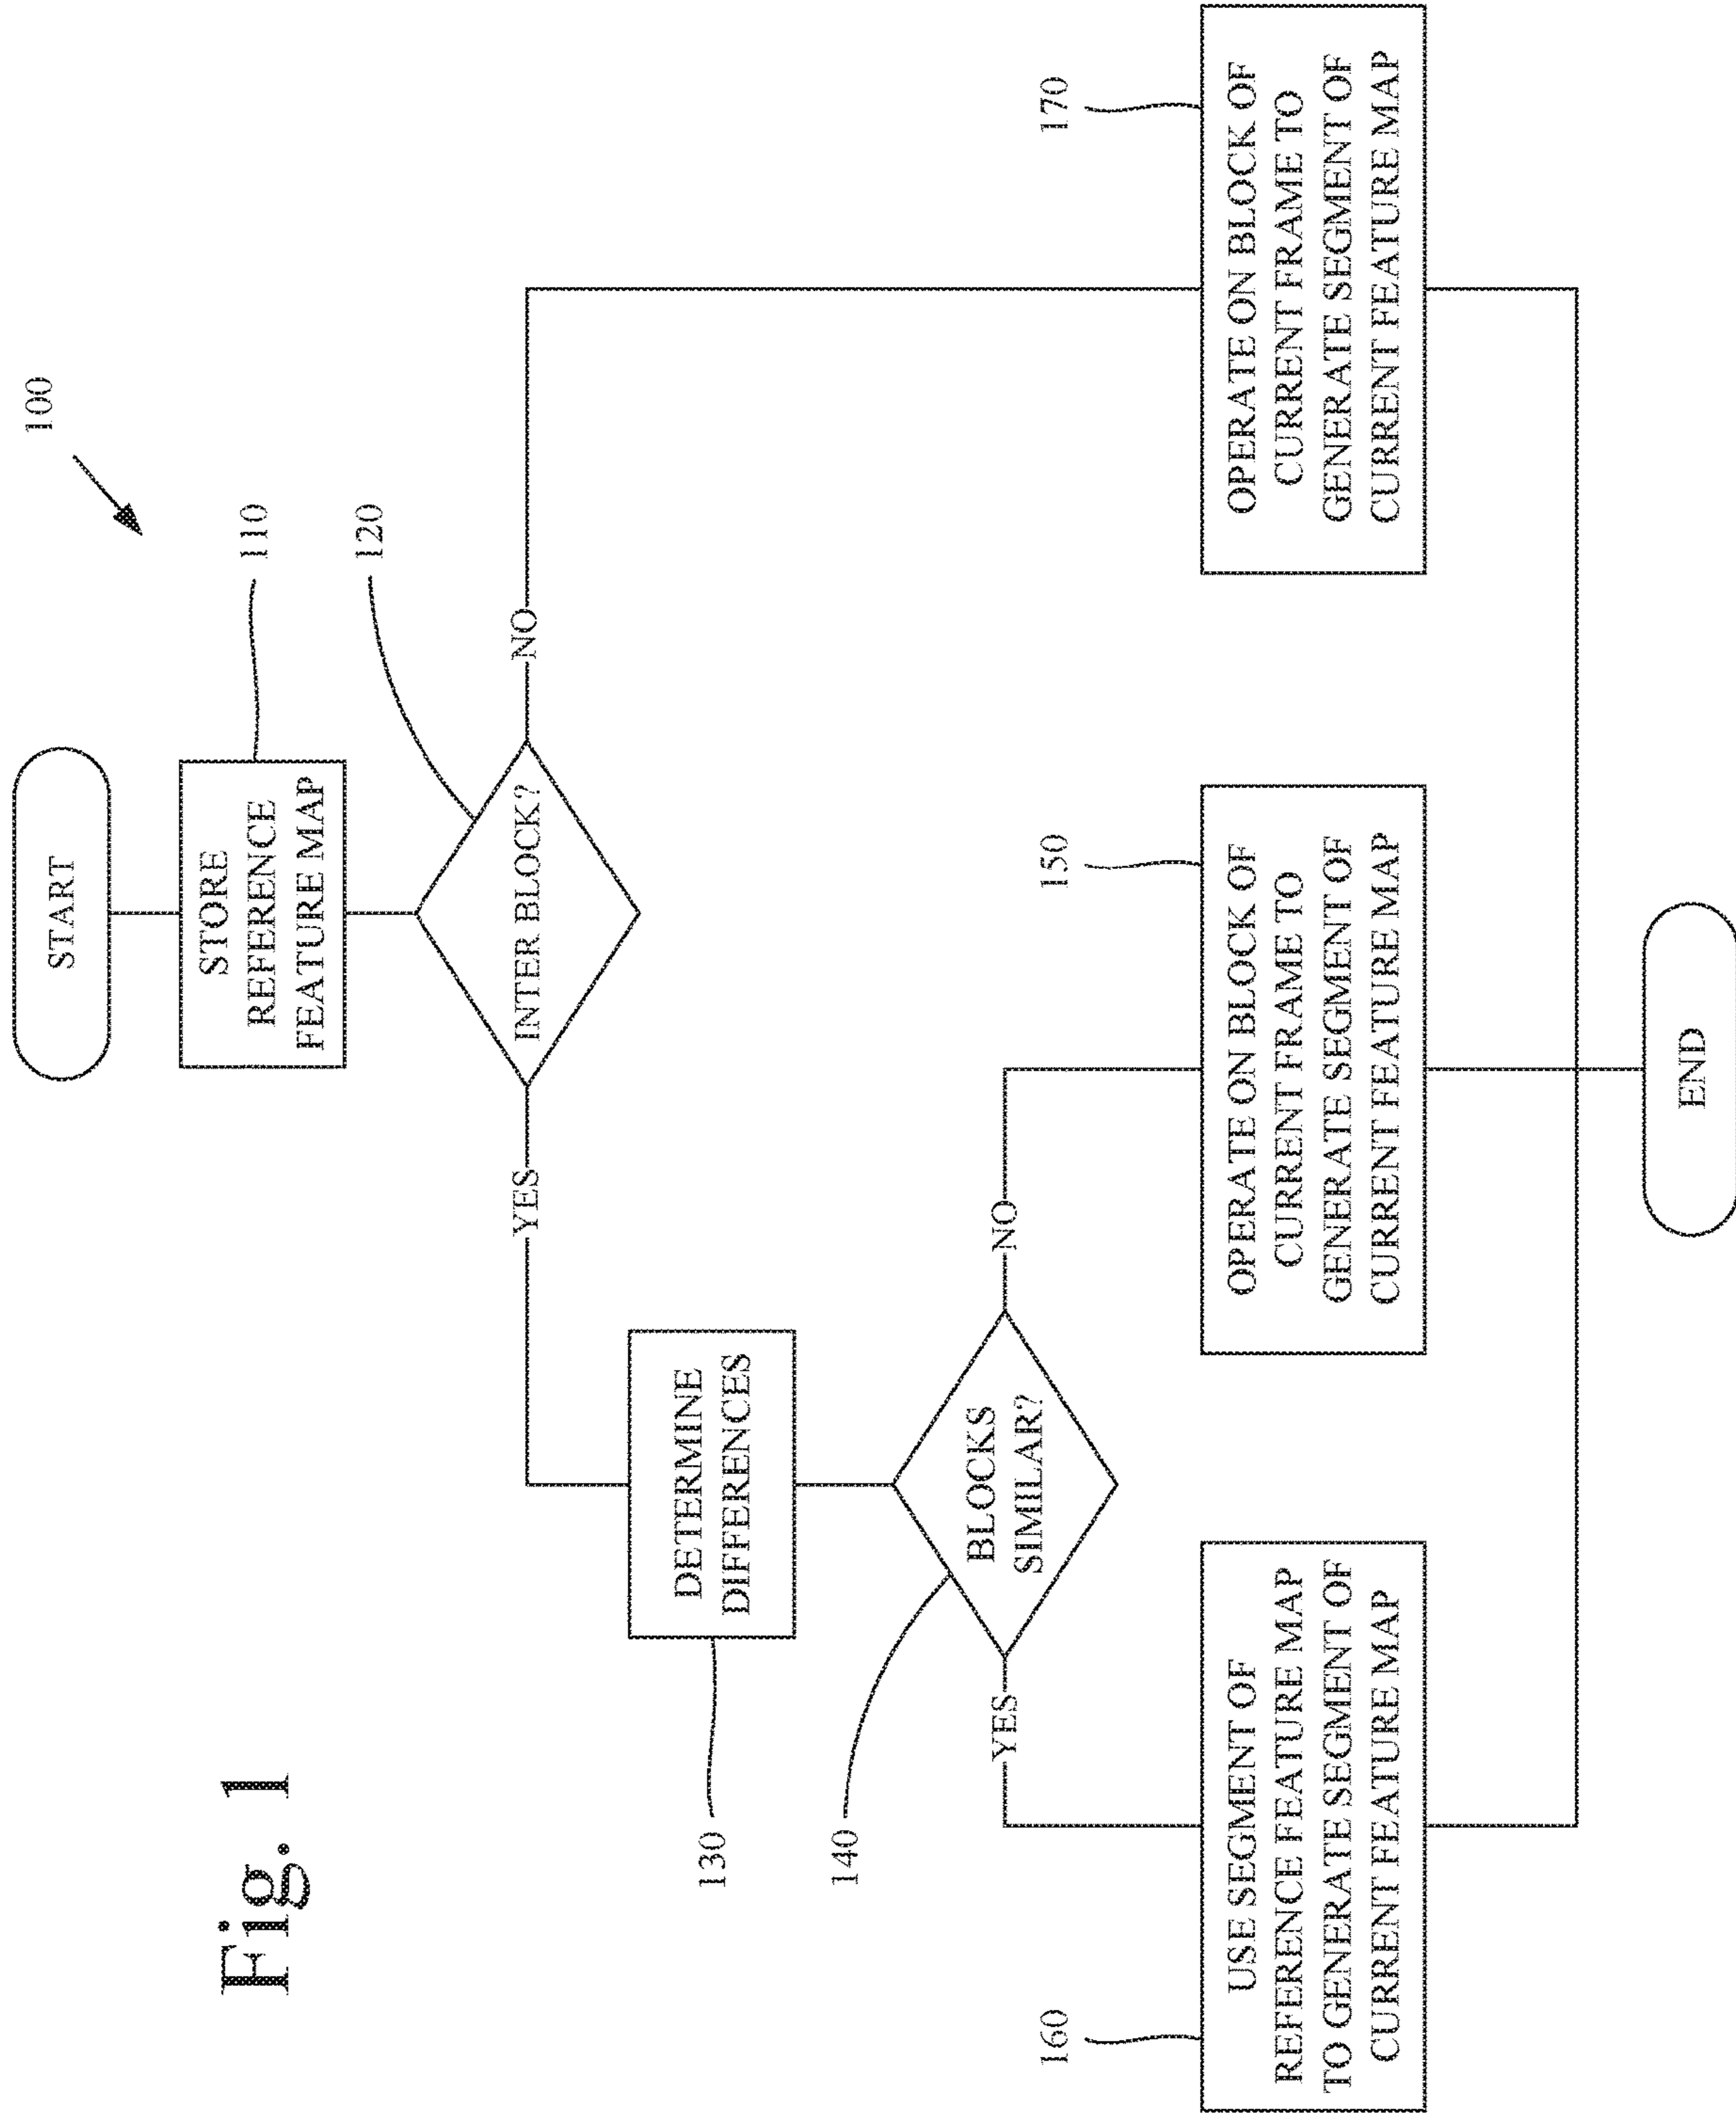 Fig. 1
100
START
STORE
REFERENCE
FEATURE MAP
110
120
INTER BLOCK?
YES
NO
DETERMINE
DIFFERENCES
130
140
BLOCKS
SIMILAR?
YES
NO
160
USE SEGMENT OF
REFERENCE FEATURE MAP
TO GENERATE SEGMENT OF
CURRENT FEATURE MAP
150
OPERATE ON BLOCK OF
CURRENT FRAME TO
GENERATE SEGMENT OF
CURRENT FEATURE MAP
170
OPERATE ON BLOCK OF
CURRENT FRAME TO
GENERATE SEGMENT OF
CURRENT FEATURE MAP
END